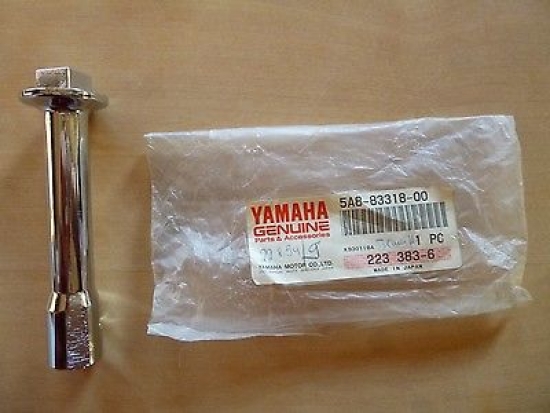 YAMAHA
GENUINE
Parts & Accessories
YAMAHA MOTOR CO., LTD.
5A8-83318-00
1 PC
223 383-6
MADE IN JAPAN